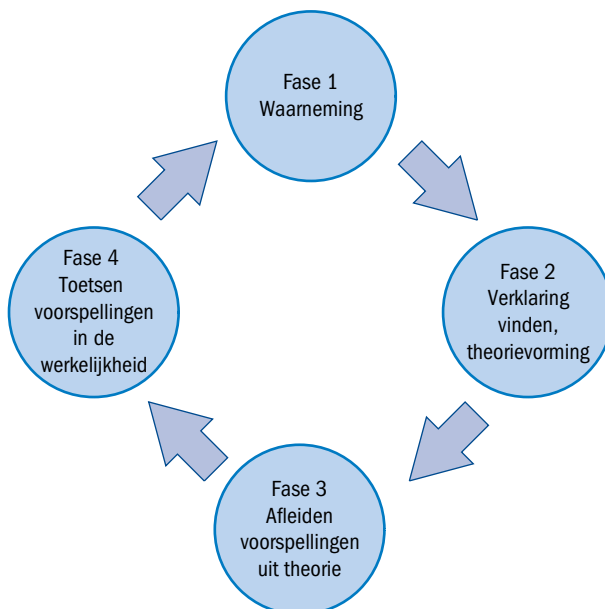 Fase 1
Waarneming
Fase 2
Verklaring
vinden,
theorievorming
Fase 3
Afleiden
voorspellingen
uit theorie
Fase 4
Toetsen
voorspellingen
in de
werkelijkheid